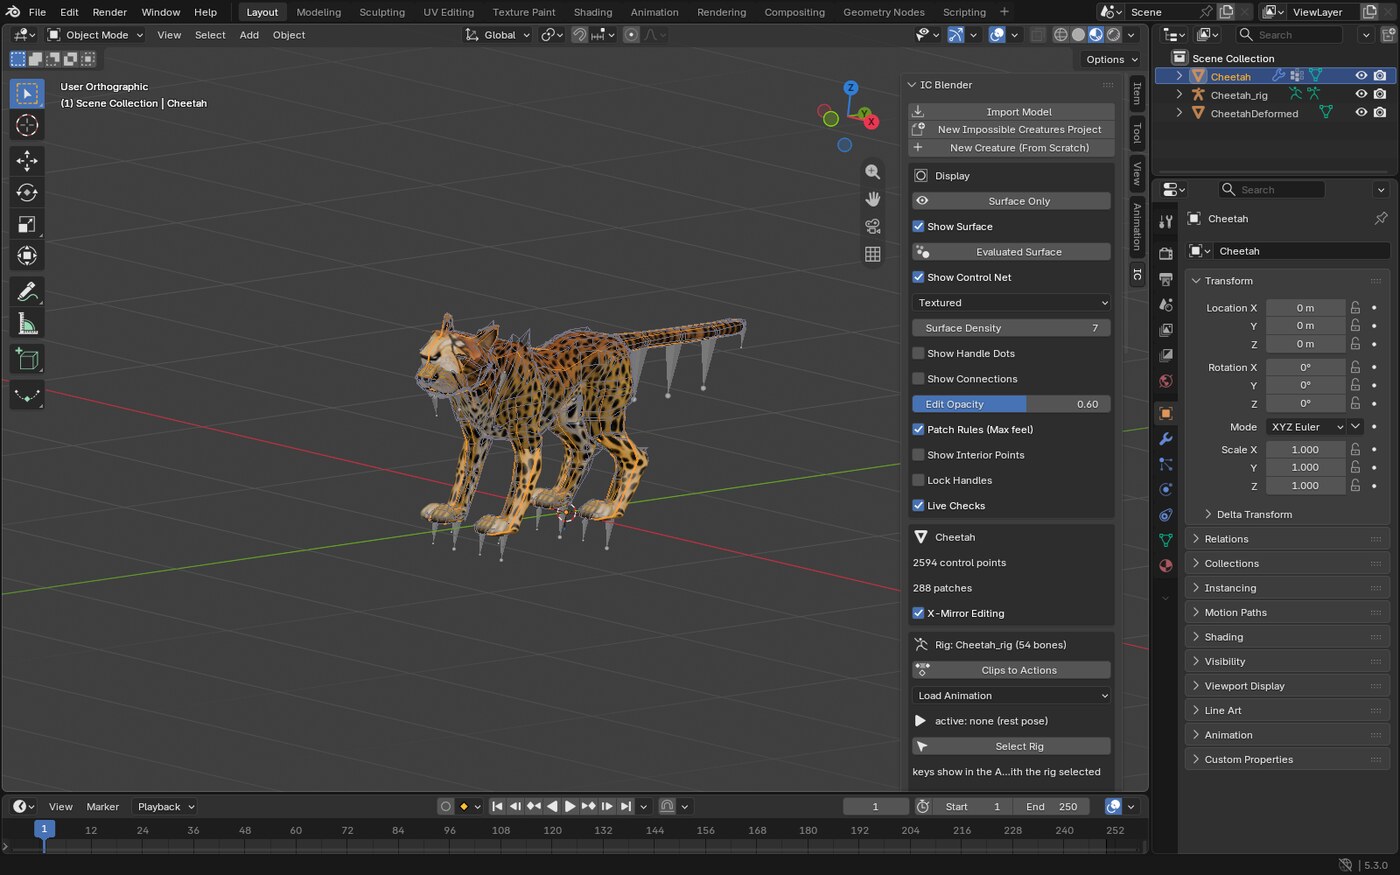 File Edit Render Window Help Layout Modeling Sculpting UV Editing Texture Paint Shading Animation Rendering Compositing Geometry Nodes Scripting + Scene ViewLayer
Object Mode View Select Add Object Global Search
Options
User Orthographic
(1) Scene Collection | Cheetah
Z
Y
X
IC Blender
Import Model
New Impossible Creatures Project
New Creature (From Scratch)
Display
Surface Only
Show Surface
Evaluated Surface
Show Control Net
Textured
Surface Density 7
Show Handle Dots
Show Connections
Edit Opacity 0.60
Patch Rules (Max feel)
Show Interior Points
Lock Handles
Live Checks
Cheetah
2594 control points
288 patches
X-Mirror Editing
Rig: Cheetah_rig (54 bones)
Clips to Actions
Load Animation
active: none (rest pose)
Select Rig
keys show in the A...ith the rig selected
Item
Tool
View
Animation
IC
Scene Collection
Cheetah
Cheetah_rig
CheetahDeformed
Search
Cheetah
Cheetah
Transform
Location X 0 m
Y 0 m
Z 0 m
Rotation X 0°
Y 0°
Z 0°
Mode XYZ Euler
Scale X 1.000
Y 1.000
Z 1.000
Delta Transform
Relations
Collections
Instancing
Motion Paths
Shading
Visibility
Viewport Display
Line Art
Animation
Custom Properties
View Marker Playback 1 Start 1 End 250
1 12 24 36 48 60 72 84 96 108 120 132 144 156 168 180 192 204 216 228 240 252
5.3.0